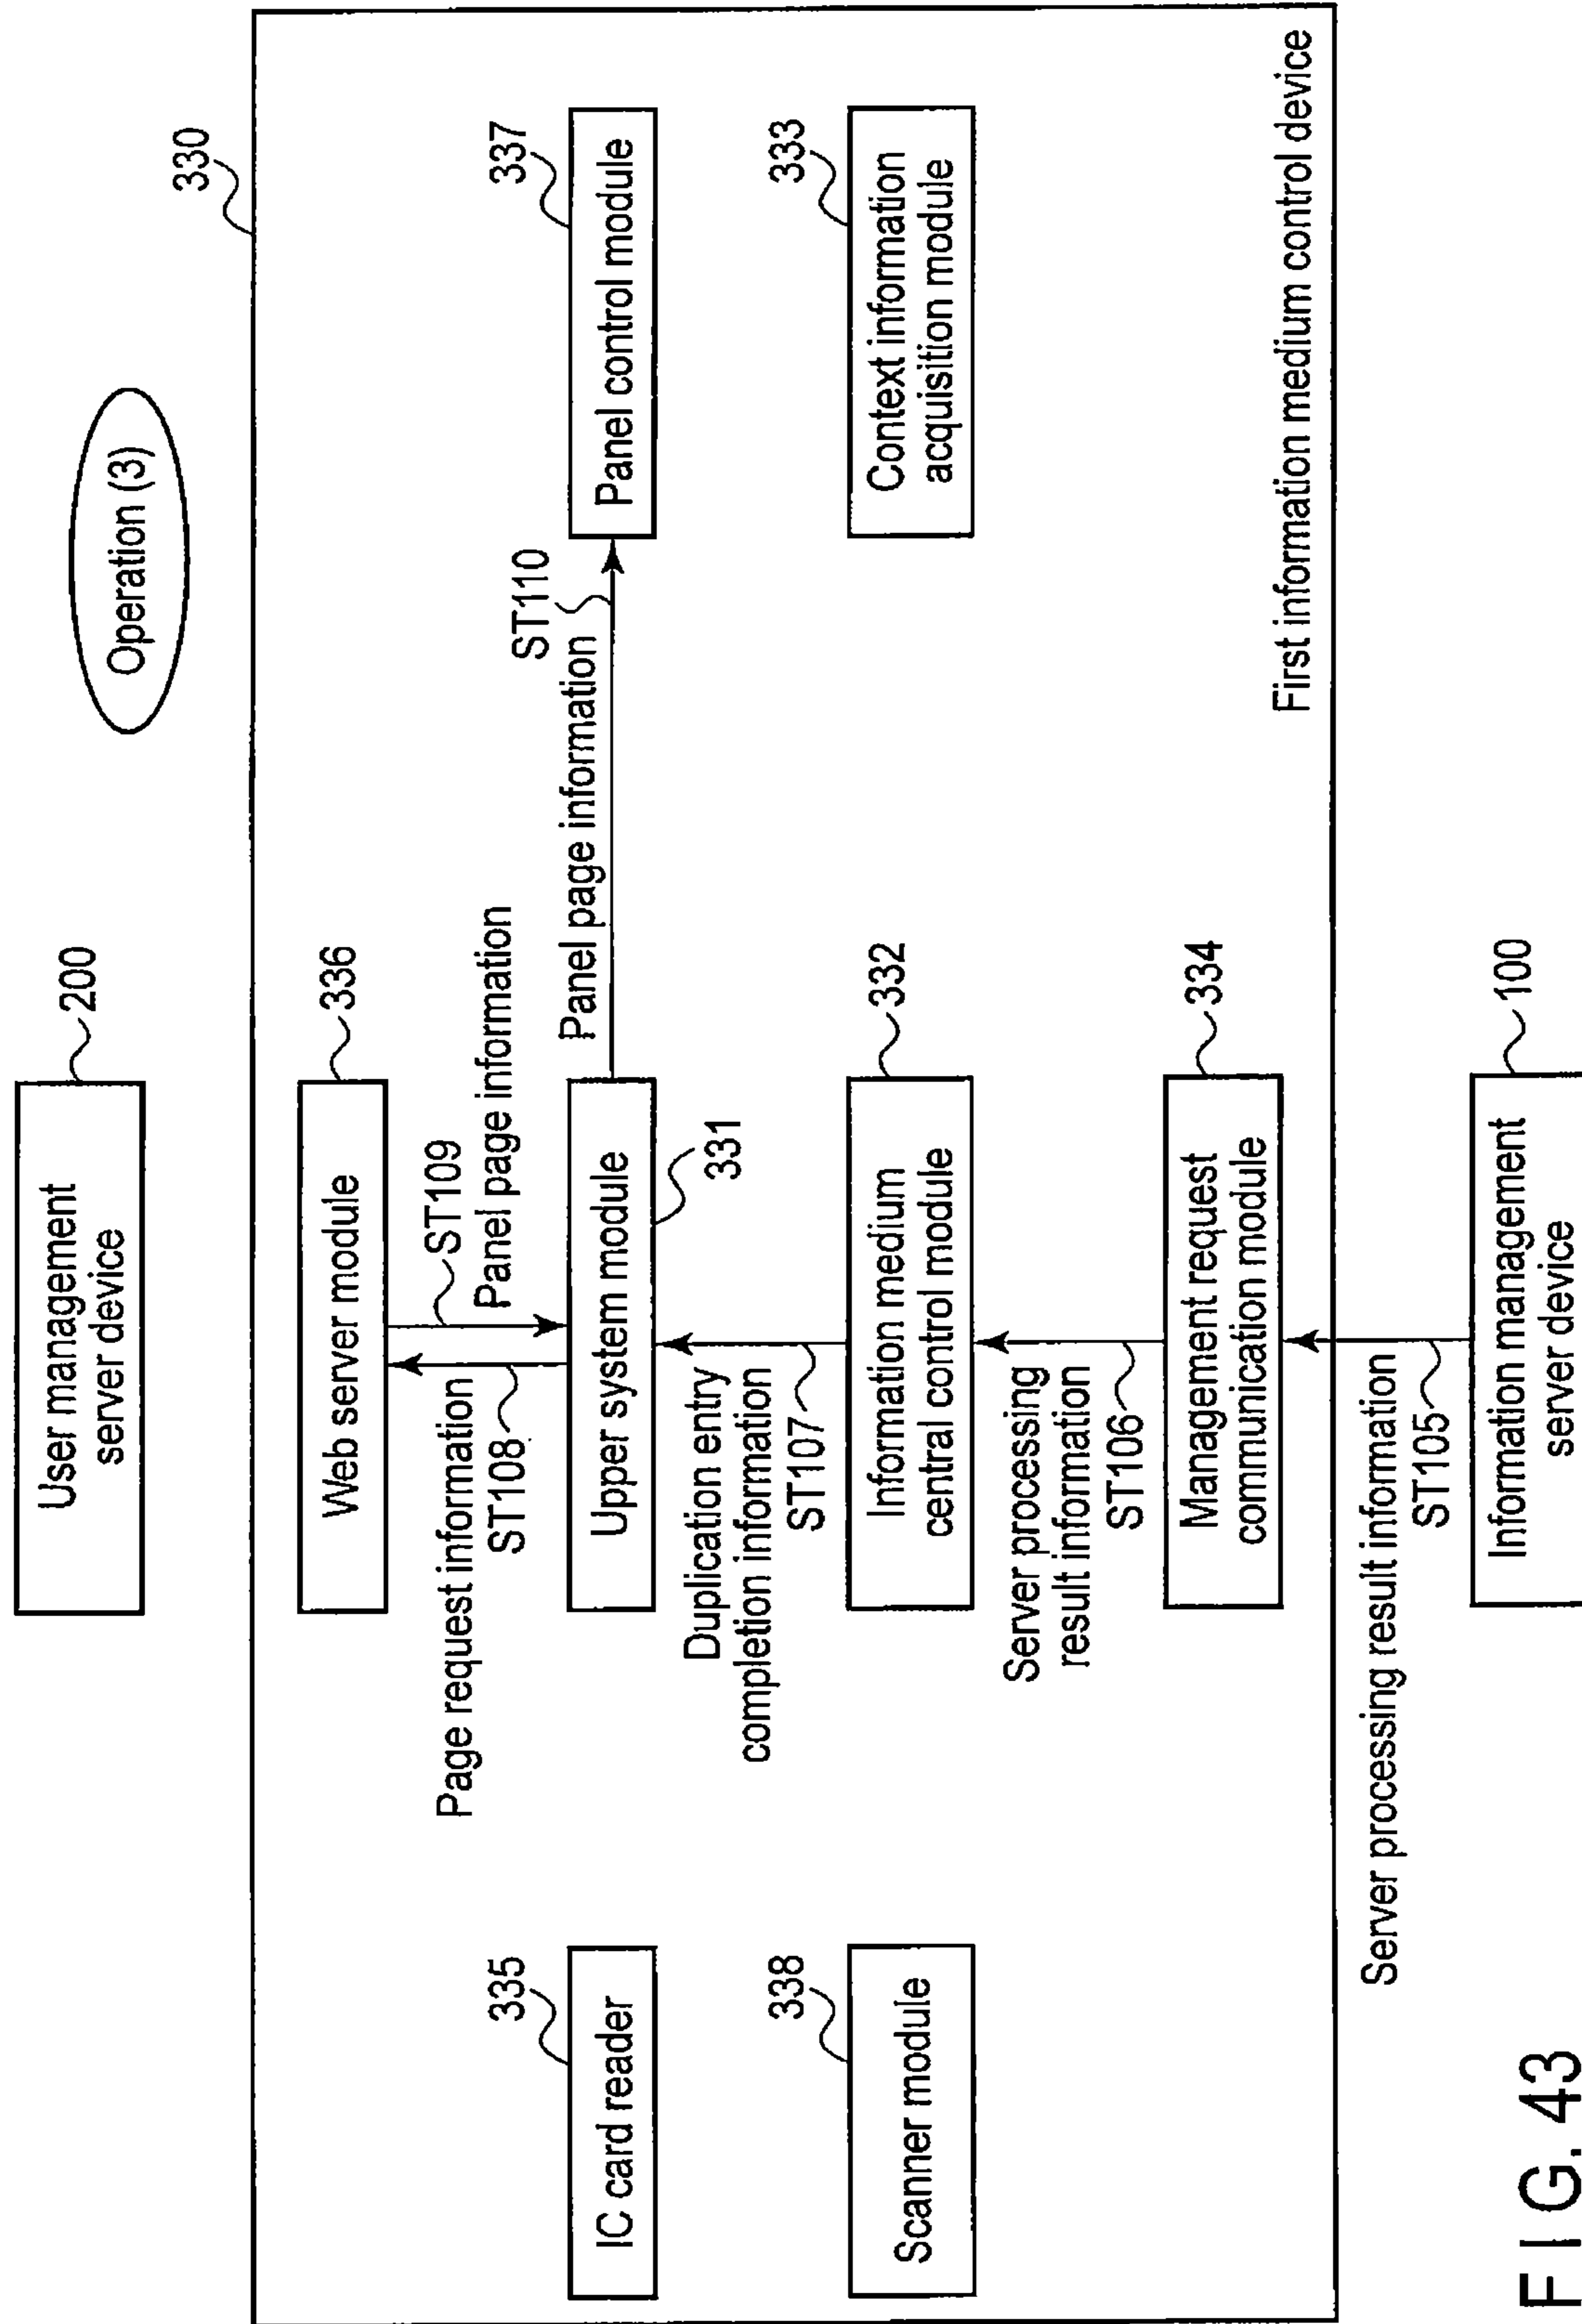 User management
server device
200
Operation (3)
330
Web server module
336
Page request information
ST108
ST109
Panel page information
IC card reader
335
Upper system module
331
Panel page information
ST110
Panel control module
337
Duplication entry
completion information
ST107
Scanner module
338
Information medium
central control module
332
Context information
acquisition module
333
Server processing
result information
ST106
Management request
communication module
334
First information medium control device
Server processing result information
ST105
Information management
server device
100
FIG. 43